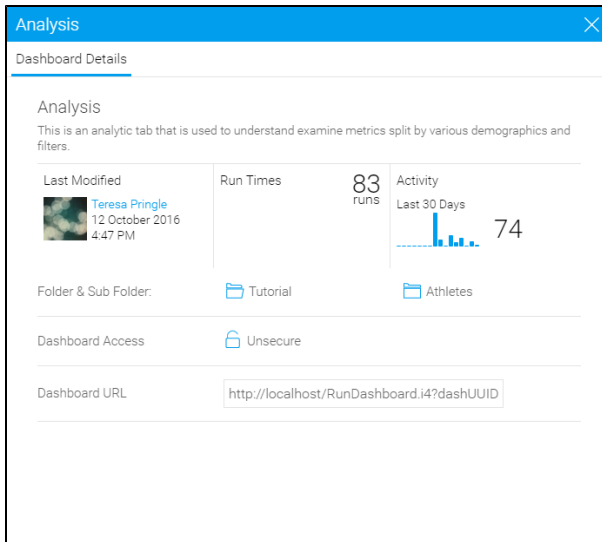 Analysis
Dashboard Details
Analysis
This is an analytic tab that is used to understand examine metrics split by various demographics and
filters.
Last Modified
Teresa Pringle
12 October 2016
4:47 PM
Run Times
83
runs
Activity
Last 30 Days
74
Folder & Sub Folder:
Tutorial
Athletes
Dashboard Access
Unsecure
Dashboard URL
http://localhost/RunDashboard.i4?dashUUID